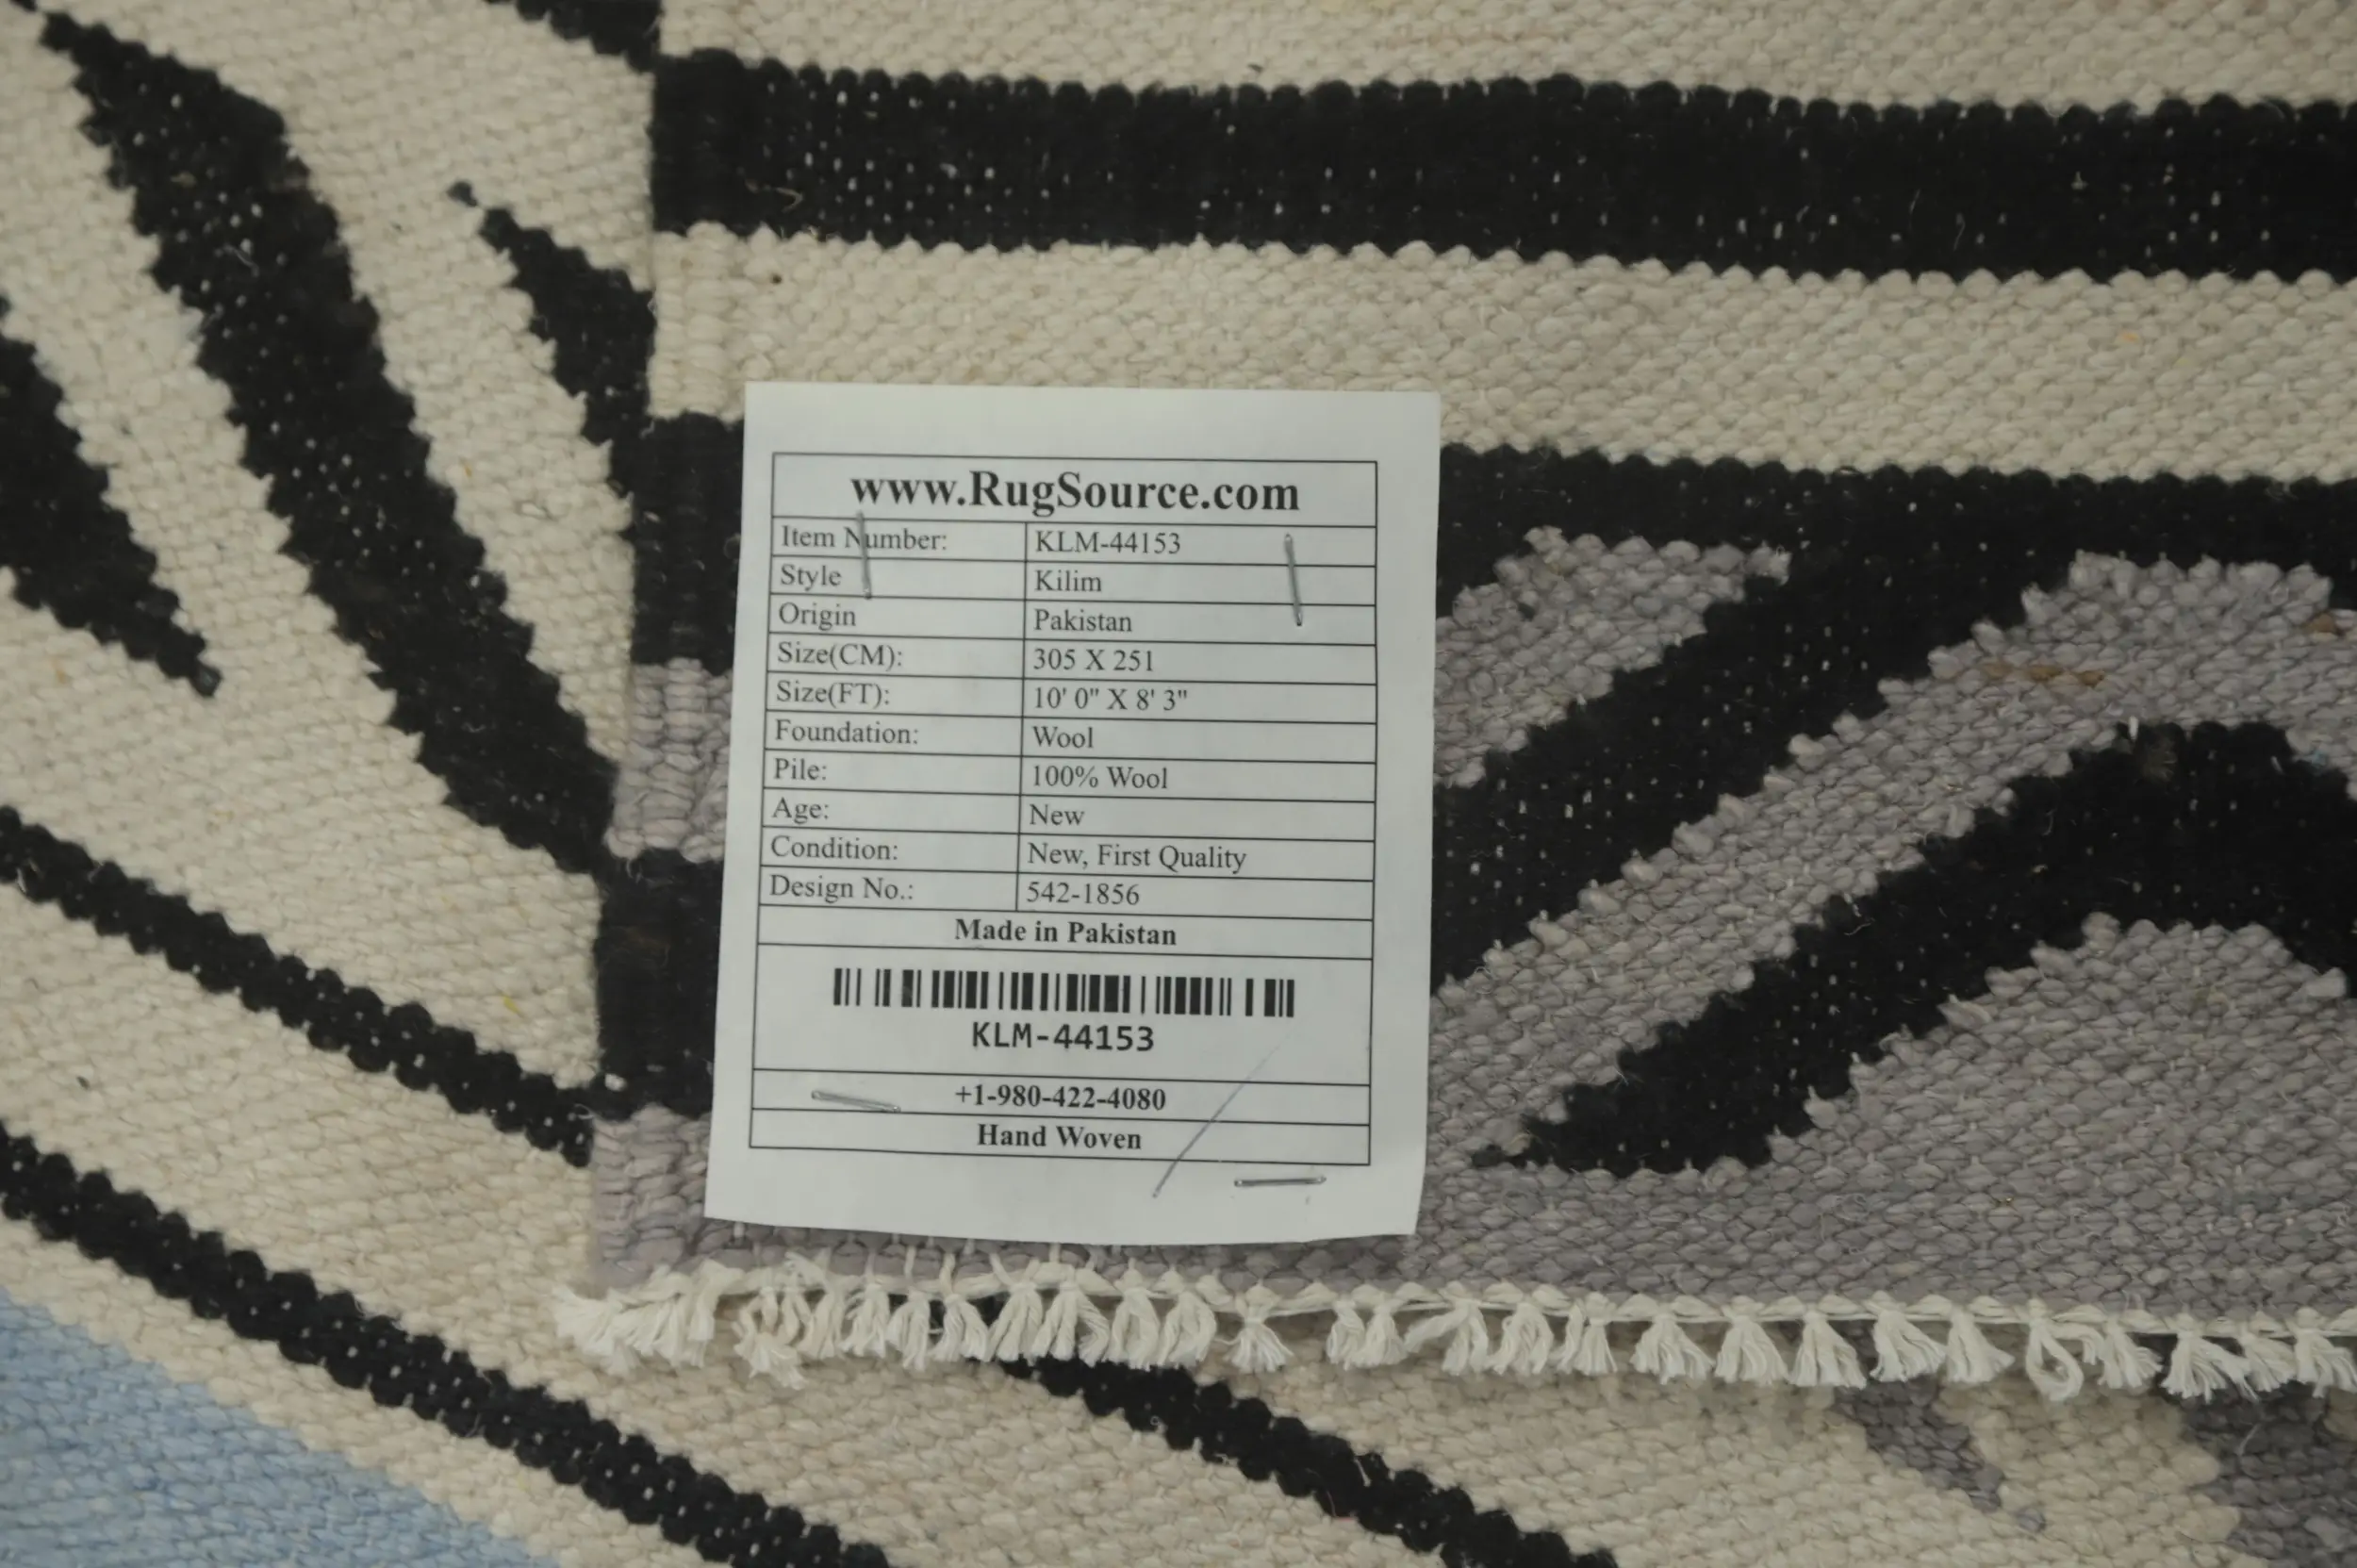 www.RugSource.com
Item Number: KLM-44153
Style Kilim
Origin Pakistan
Size(CM): 305 X 251
Size(FT): 10' 0" X 8' 3"
Foundation: Wool
Pile: 100% Wool
Age: New
Condition: New, First Quality
Design No.: 542-1856
Made in Pakistan
KLM-44153
+1-980-422-4080
Hand Woven